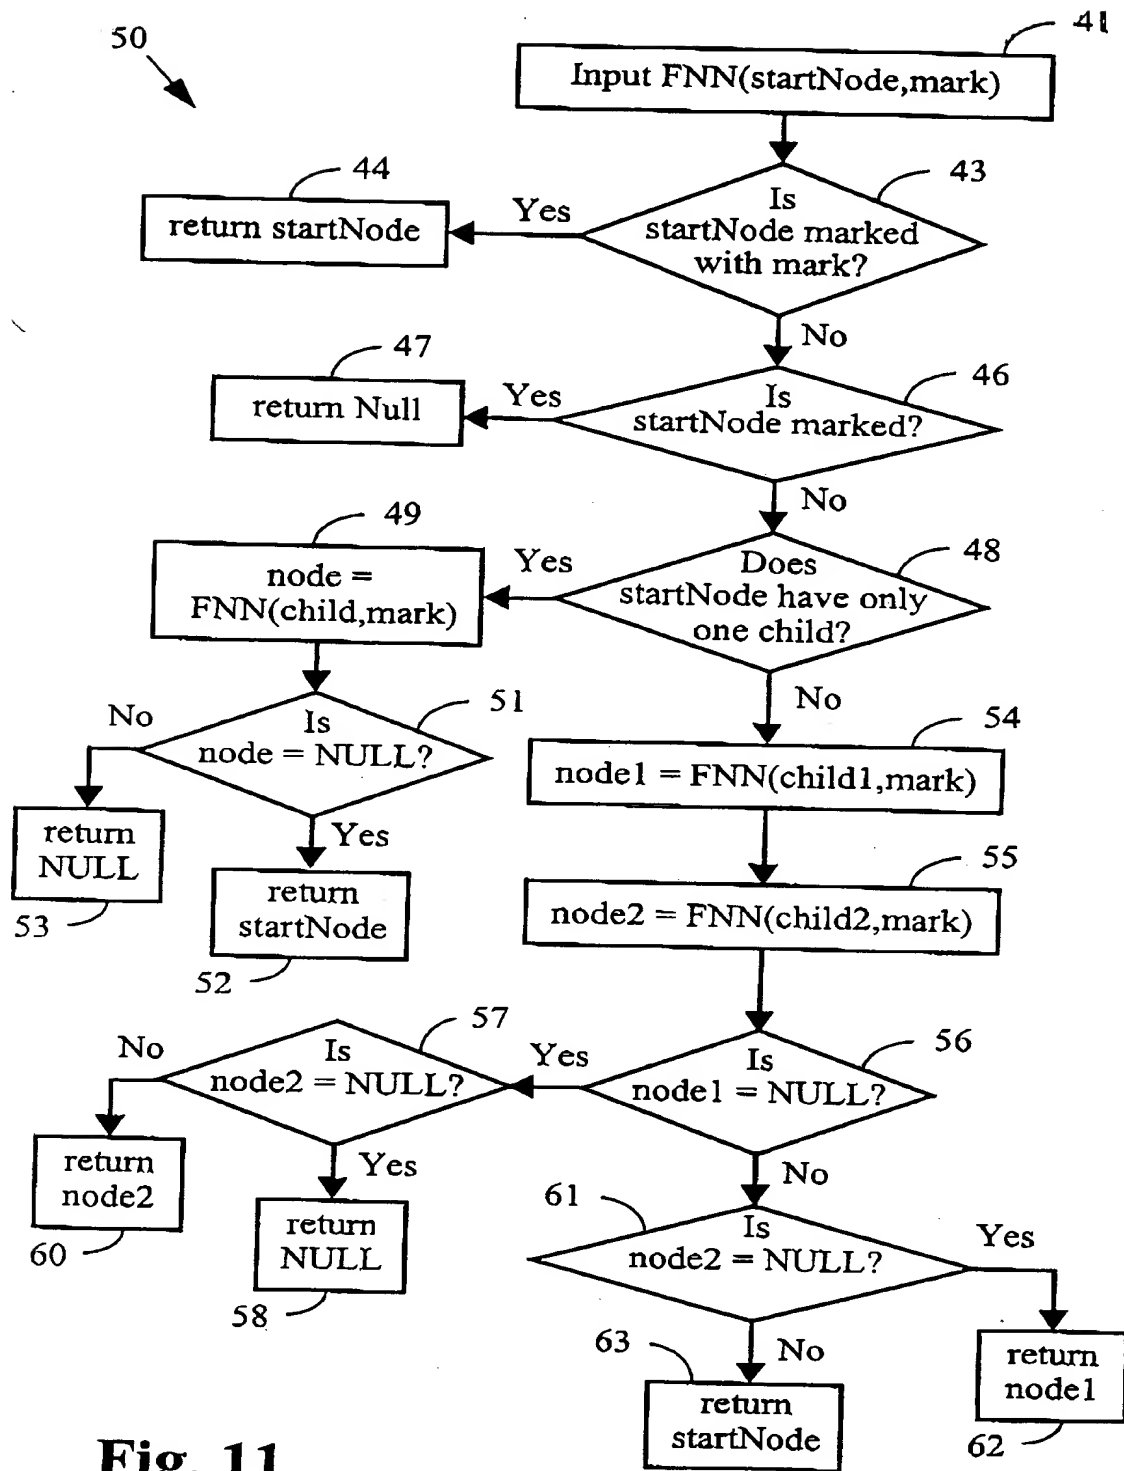 50
41
Input FNN(startNode,mark)
44
return startNode
Yes
43
Is
startNode marked
with mark?
No
47
return Null
Yes
46
Is
startNode marked?
No
49
node =
FNN(child,mark)
Yes
48
Does
startNode have only
one child?
No
51
No
Is
node = NULL?
54
node1 = FNN(child1,mark)
return
NULL
53
Yes
return
startNode
52
55
node2 = FNN(child2,mark)
57
No
Is
node2 = NULL?
Yes
56
Is
node1 = NULL?
return
node2
60
Yes
return
NULL
58
No
61
Is
node2 = NULL?
Yes
63
No
return
startNode
return
node1
62
Fig. 11